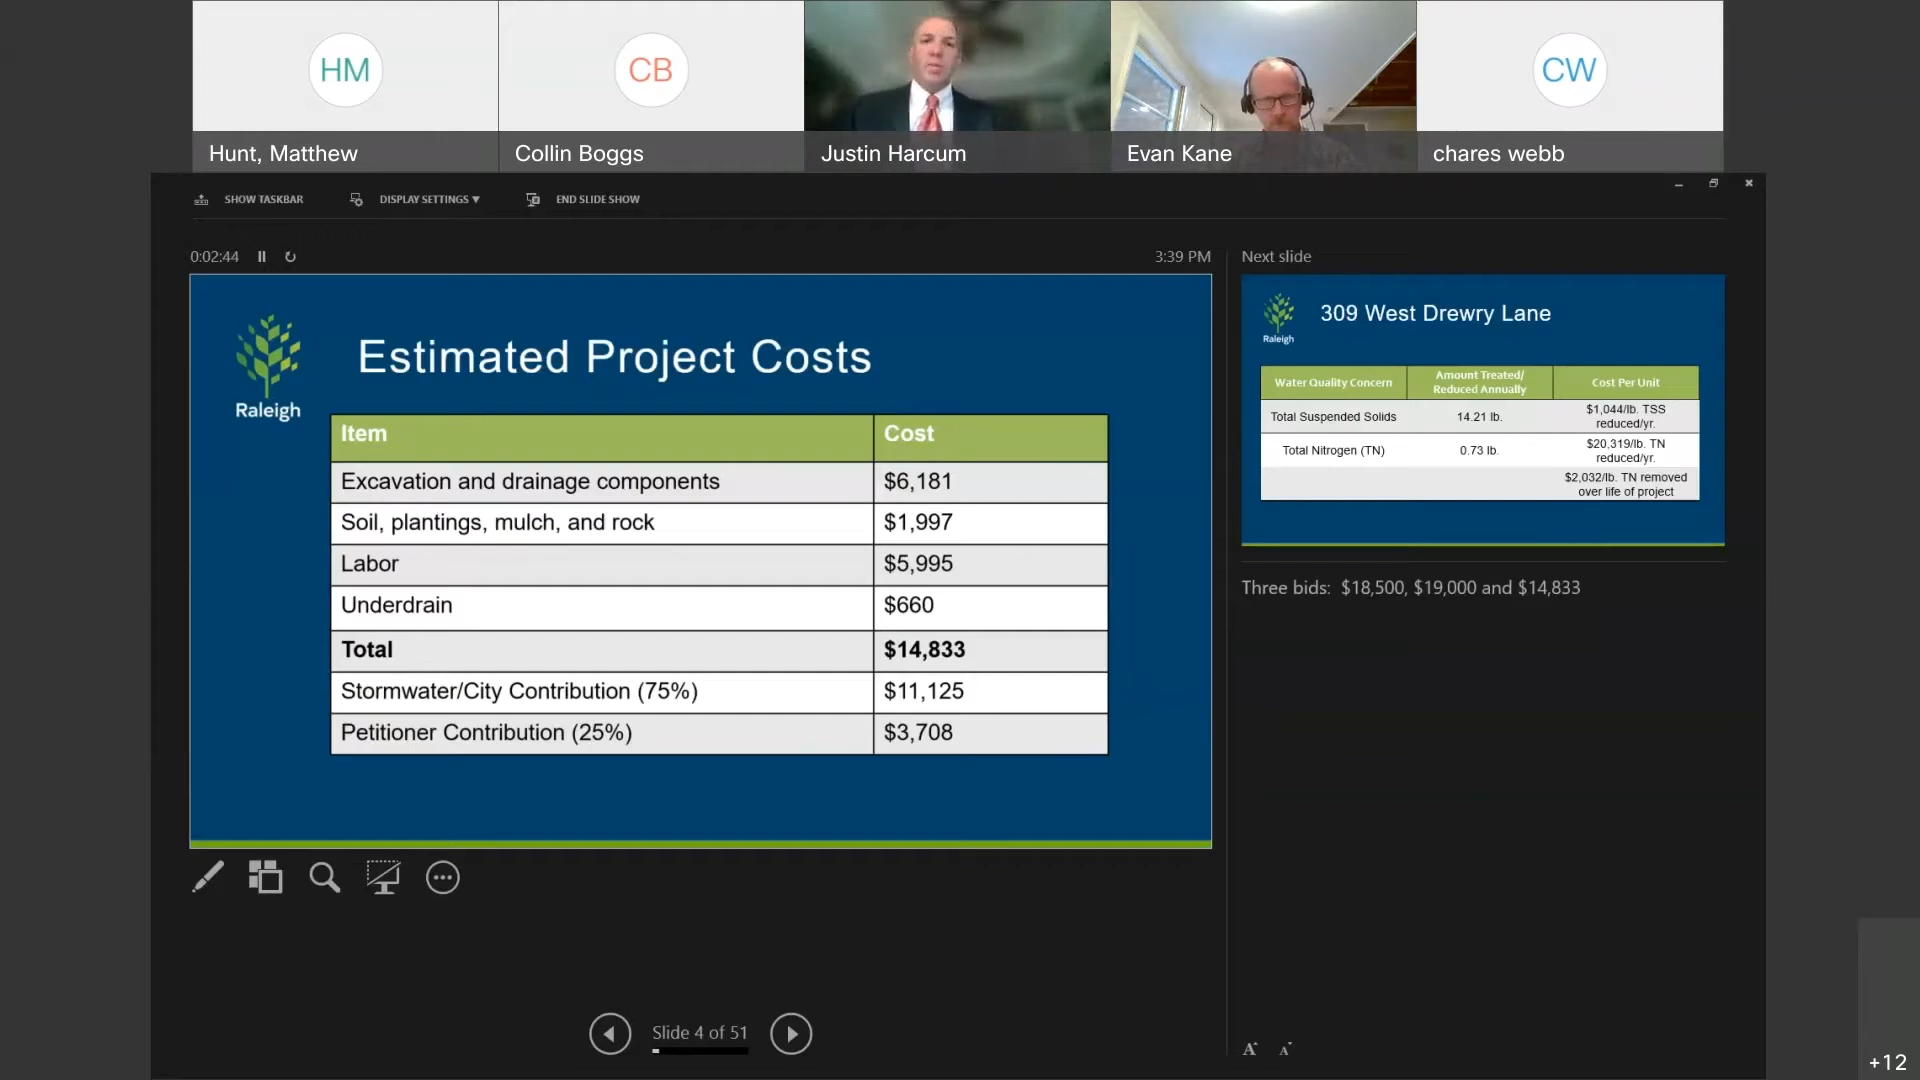 HM
CB
CW
Hunt, Matthew
Collin Boggs
Justin Harcum
Evan Kane
chares webb
SHOW TASKBAR
DISPLAY SETTINGS ▾
END SLIDE SHOW
0:02:44
3:39 PM
Next slide
Raleigh
Estimated Project Costs
Item Cost
Excavation and drainage components $6,181
Soil, plantings, mulch, and rock $1,997
Labor $5,995
Underdrain $660
Total $14,833
Stormwater/City Contribution (75%) $11,125
Petitioner Contribution (25%) $3,708
Raleigh
309 West Drewry Lane
Water Quality Concern
Amount Treated/
Reduced Annually
Cost Per Unit
Total Suspended Solids
14.21 lb.
$1,044/lb. TSS
reduced/yr.
Total Nitrogen (TN)
0.73 lb.
$20,319/lb. TN
reduced/yr.
$2,032/lb. TN removed
over life of project
Three bids: $18,500, $19,000 and $14,833
Slide 4 of 51
A A
+12